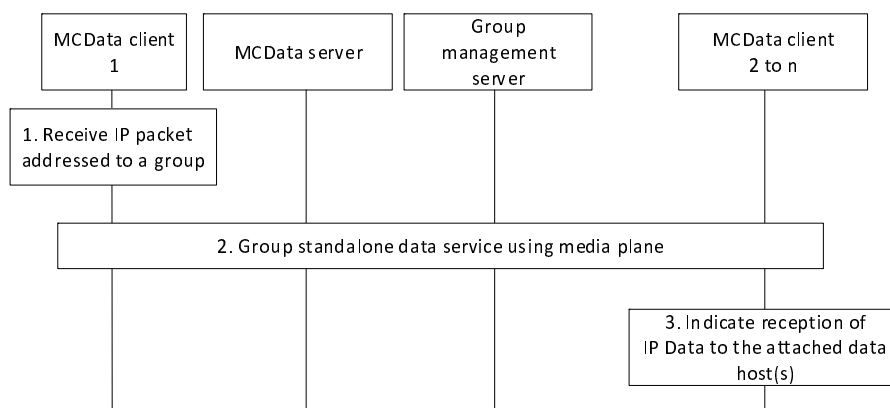 MCData client
1
MCData server
Group
management
server
MCData client
2 to n
1. Receive IP packet
addressed to a group
2. Group standalone data service using media plane
3. Indicate reception of
IP Data to the attached data
host(s)